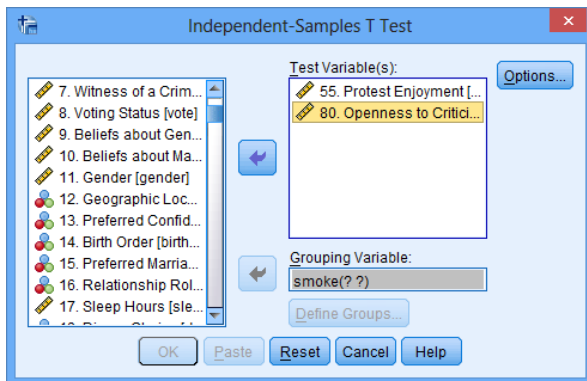 Independent-Samples T Test
7. Witness of a Crim...
8. Voting Status [vote]
9. Beliefs about Gen...
10. Beliefs about Ma...
11. Gender [gender]
12. Geographic Loc...
13. Preferred Confid...
14. Birth Order [birth...
15. Preferred Marria...
16. Relationship Rol...
17. Sleep Hours [sle...
Test Variable(s):
55. Protest Enjoyment [...
80. Openness to Critici...
Options...
Grouping Variable:
smoke(? ?)
Define Groups...
OK
Paste
Reset
Cancel
Help